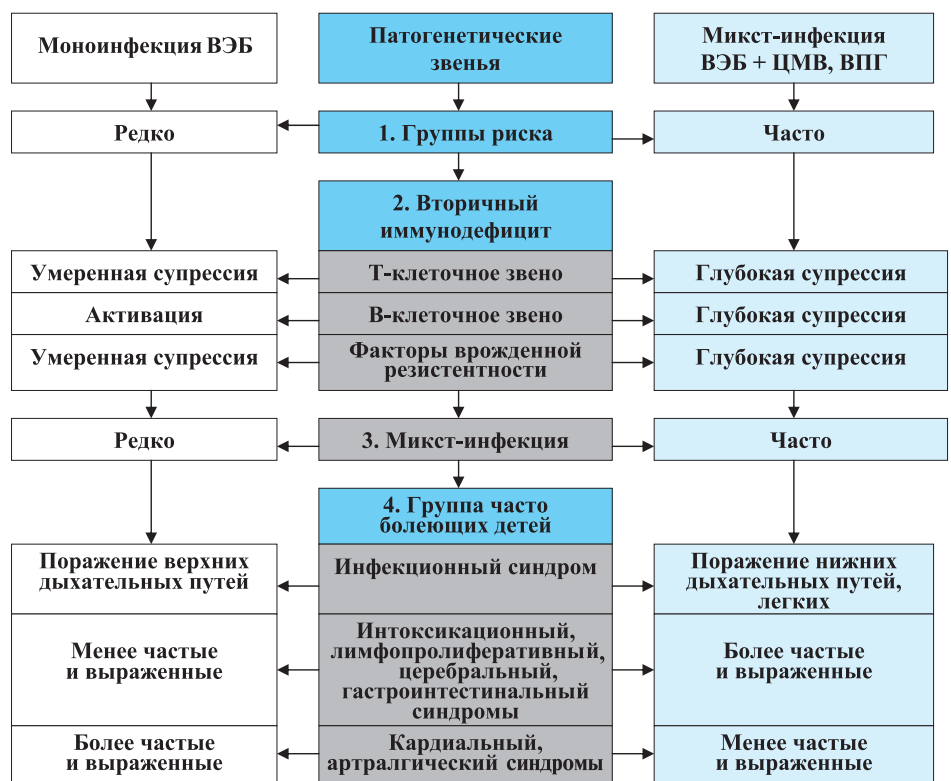 Моноинфекция ВЭБ
Патогенетические
звенья
Микст-инфекция
ВЭБ + ЦМВ, ВПГ
Редко
1. Группы риска
Часто
2. Вторичный
иммунодефицит
Умеренная супрессия
Т-клеточное звено
Глубокая супрессия
Активация
В-клеточное звено
Глубокая супрессия
Умеренная супрессия
Факторы врожденной
резистентности
Глубокая супрессия
Редко
3. Микст-инфекция
Часто
4. Группа часто
болеющих детей
Поражение верхних
дыхательных путей
Инфекционный синдром
Поражение нижних
дыхательных путей,
легких
Менее частые
и выраженные
Интоксикационный,
лимфопролиферативный,
церебральный,
гастроинтестинальный
синдромы
Более частые
и выраженные
Более частые
и выраженные
Кардиальный,
артралгический синдромы
Менее частые
и выраженные